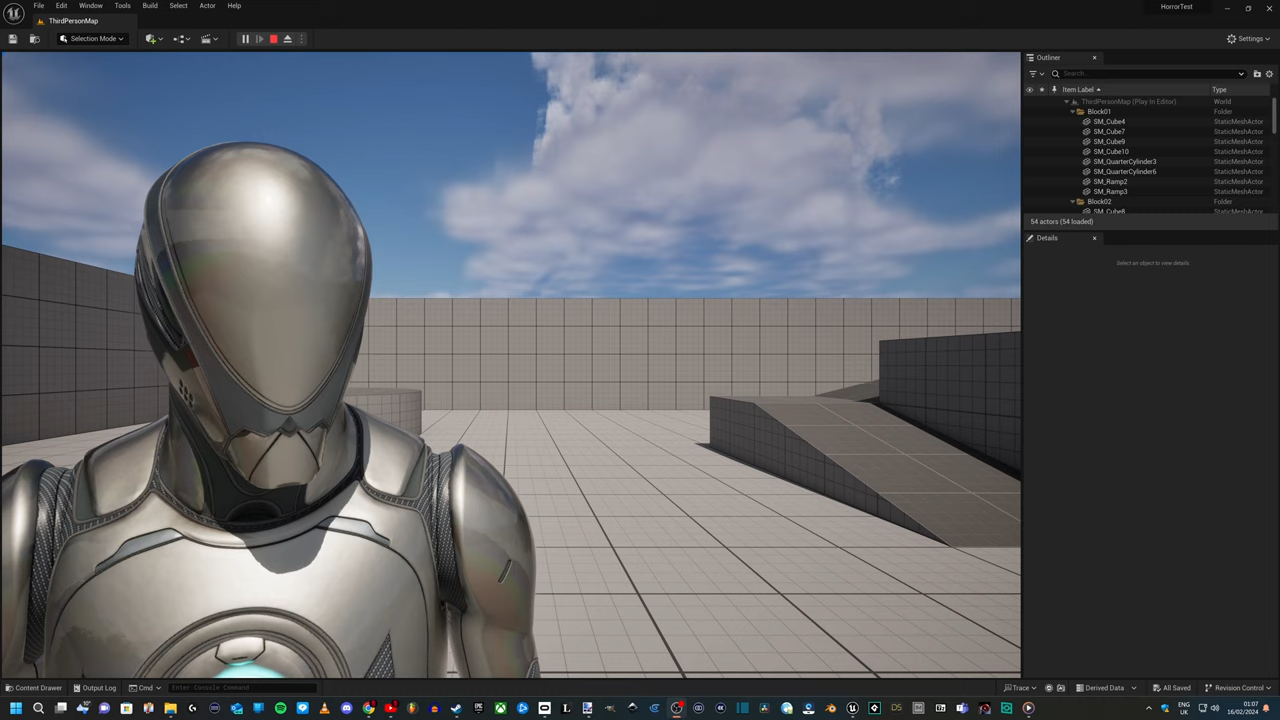 File Edit Window Tools Build Select Actor Help
HorrorTest
ThirdPersonMap
Selection Mode
Settings
Outliner
Search...
Item Label Type
ThirdPersonMap (Play In Editor) World
Block01 Folder
SM_Cube4 StaticMeshActor
SM_Cube7 StaticMeshActor
SM_Cube9 StaticMeshActor
SM_Cube10 StaticMeshActor
SM_QuarterCylinder3 StaticMeshActor
SM_QuarterCylinder6 StaticMeshActor
SM_Ramp2 StaticMeshActor
SM_Ramp3 StaticMeshActor
Block02 Folder
SM_Cube8 StaticMeshActor
54 actors (54 loaded)
Details
Select an object to view details.
Content Drawer Output Log Cmd Enter Console Command Trace Derived Data All Saved Revision Control
ENG 01:07
UK 16/02/2024